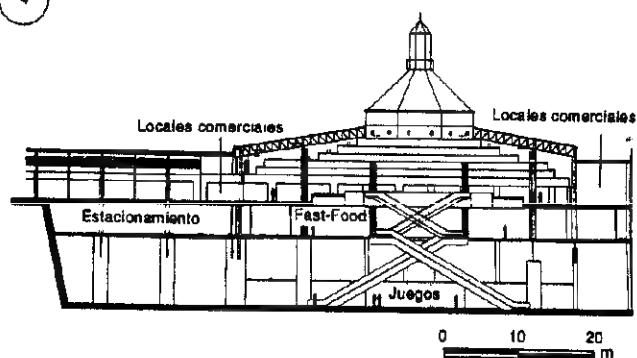 Locales comerciales
Locales comerciales
Estacionamiento
Fast-Food
Juegos
0 10 20
m